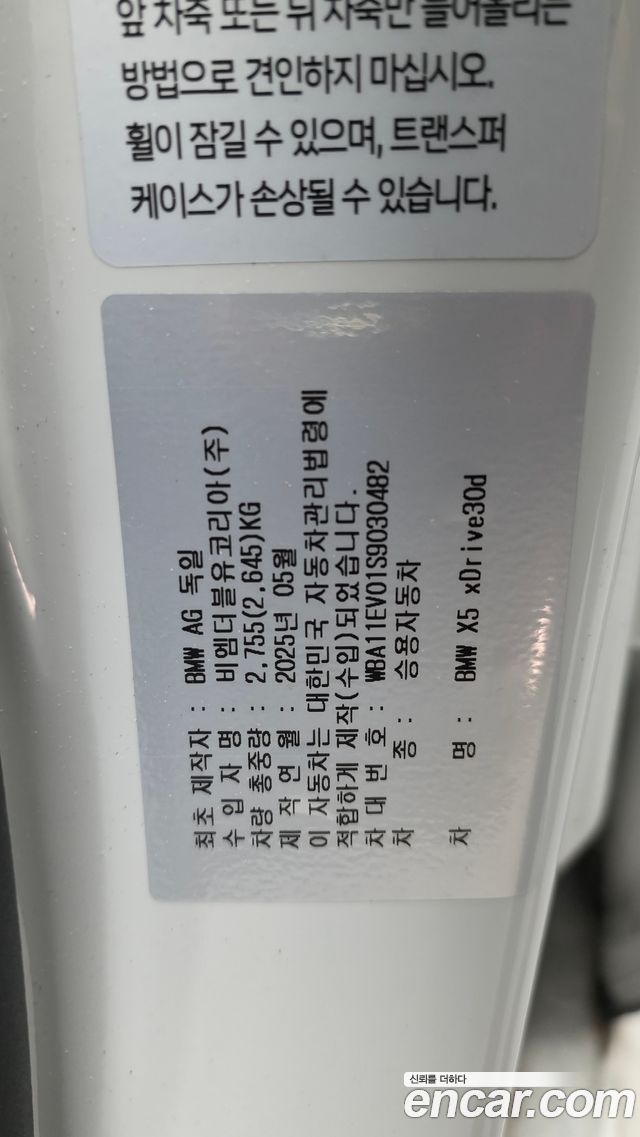 앞 차축 또는 뒤 차축만 들어올리는
방법으로 견인하지 마십시오.
휠이 잠길 수 있으며, 트랜스퍼
케이스가 손상될 수 있습니다.
최초 제작자 : BMW AG 독일
수 입 자 명 : 비엠더블유코리아(주)
차량 총중량 : 2,755(2,645)KG
제 작 연 월 : 2025년 05월
이 자동차는 대한민국 자동차관리법령에
적합하게 제작(수입)되었습니다.
차 대 번 호 : WBA11EV01S9030482
차 종 : 승용자동차
차 명 : BMW X5 xDrive30d
신뢰를 더하다
encar.com